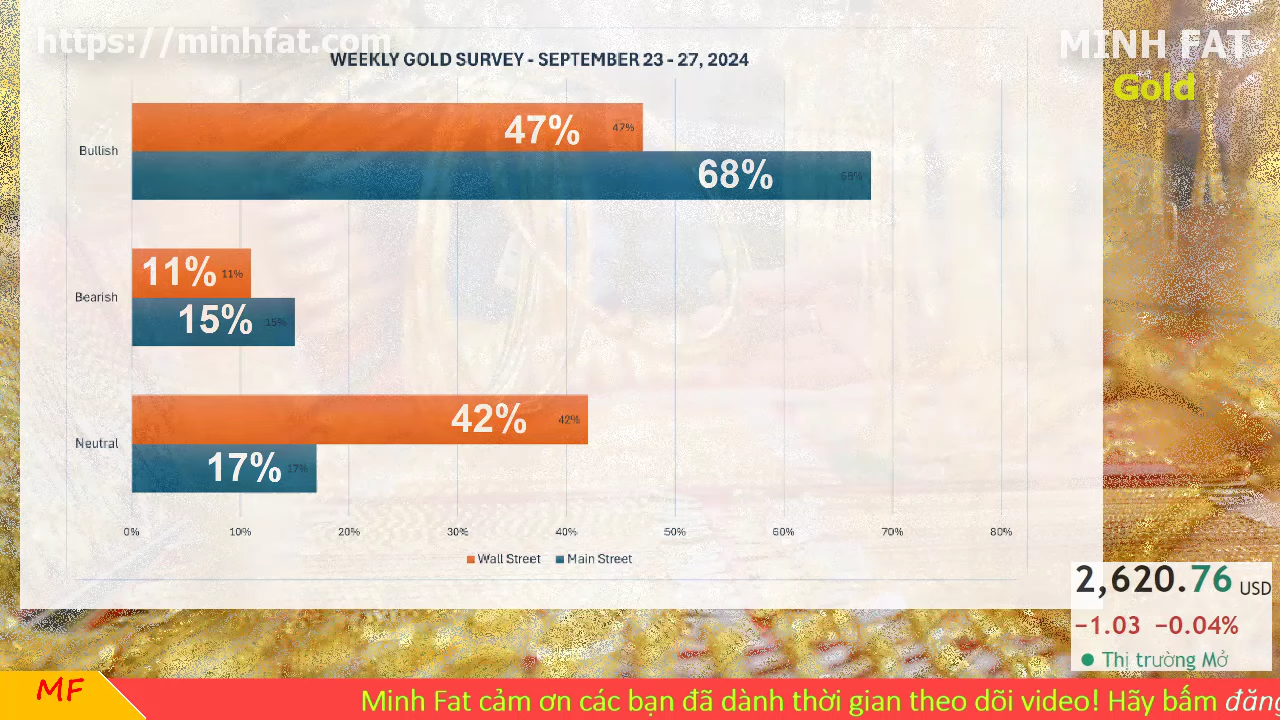 https://minhfat.com
MINH FAT
Gold
WEEKLY GOLD SURVEY - SEPTEMBER 23 - 27, 2024
Bullish
47%
47%
68%
68%
Bearish
11%
11%
15%
15%
Neutral
42%
42%
17%
17%
0% 10% 20% 30% 40% 50% 60% 70% 80%
Wall Street Main Street
2,620.76 USD
−1.03 −0.04%
Thị trường Mở
MF
Minh Fat cảm ơn các bạn đã dành thời gian theo dõi video! Hãy bấm đăng